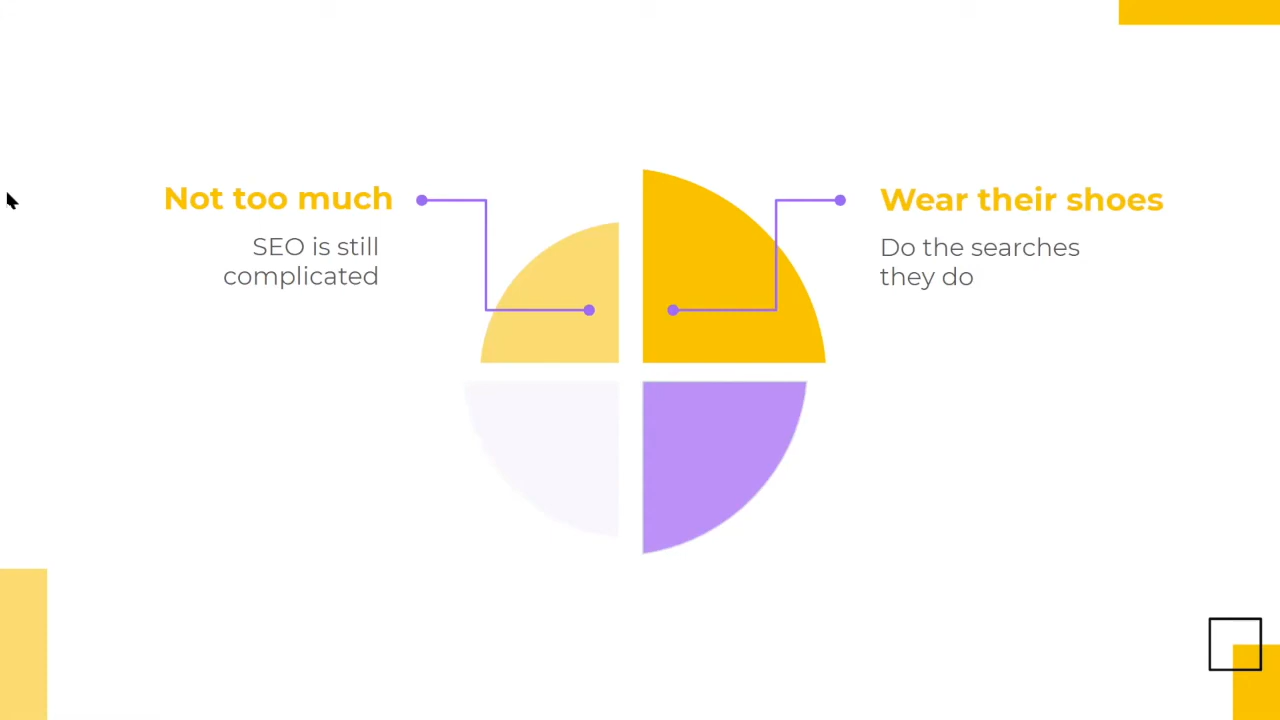 Not too much
SEO is still
complicated
Wear their shoes
Do the searches
they do